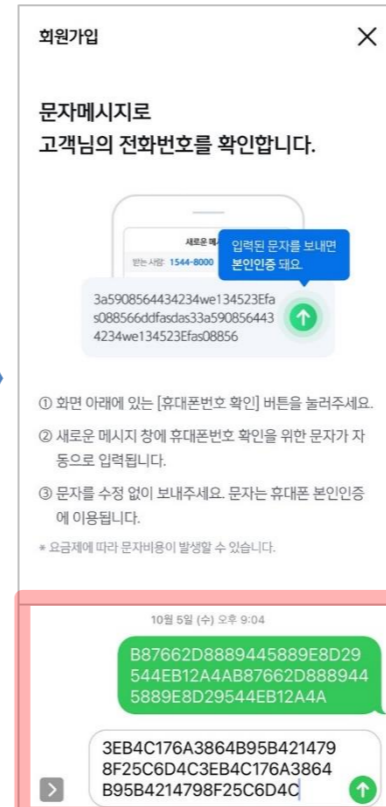 회원가입
문자메시지로
고객님의 전화번호를 확인합니다.
새로운 메시
받는사람: 1544-8000
입력된 문자를 보내면
본인인증 돼요.
3a5908564434234we134523Efa
s088566ddfasdas33a590856443
4234we134523Efas08856
① 화면 아래에 있는 [휴대폰번호 확인] 버튼을 눌러주세요.
② 새로운 메시지 창에 휴대폰번호 확인을 위한 문자가 자
동으로 입력됩니다.
③ 문자를 수정 없이 보내주세요. 문자는 휴대폰 본인인증
에 이용됩니다.
* 요금제에 따라 문자비용이 발생할 수 있습니다.
10월 5일 (수) 오후 9:04
B87662D8889445889E8D29
544EB12A4AB87662D888944
5889E8D29544EB12A4A
3EB4C176A3864B95B421479
8F25C6D4C3EB4C176A3864
B95B4214798F25C6D4C